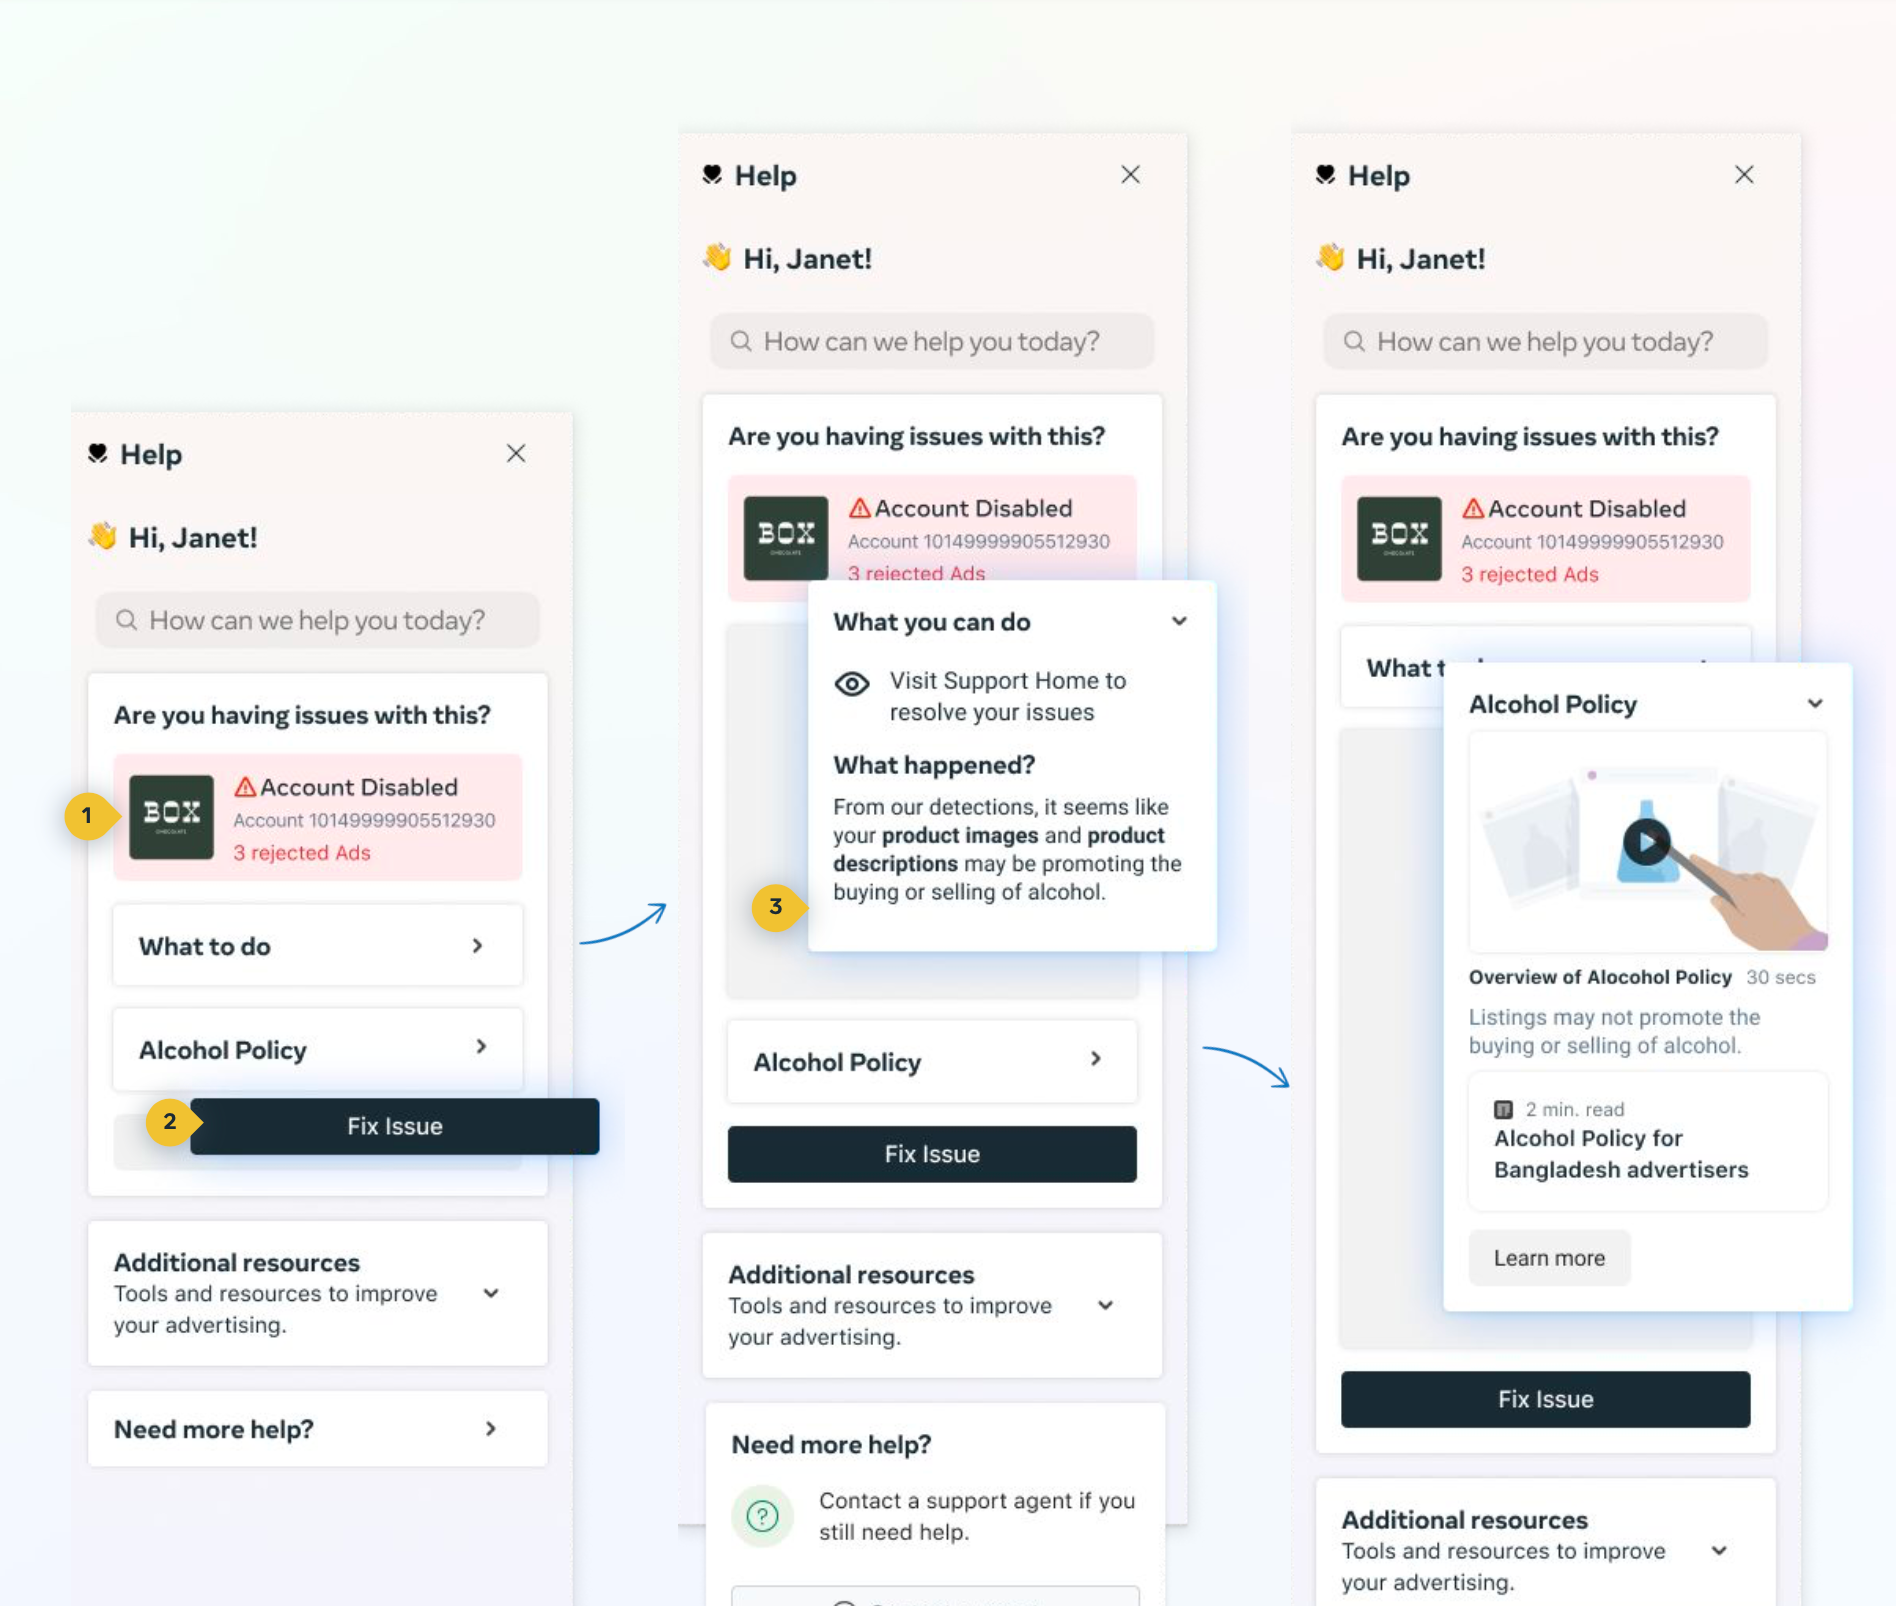 Help
Hi, Janet!
How can we help you today?
Are you having issues with this?
BOX
CHOCOLATE
Account Disabled
Account 10149999905512930
3 rejected Ads
1
What to do
Alcohol Policy
2
Fix Issue
Additional resources
Tools and resources to improve
your advertising.
Need more help?
Help
Hi, Janet!
How can we help you today?
Are you having issues with this?
BOX
CHOCOLATE
Account Disabled
Account 10149999905512930
3 rejected Ads
What you can do
Visit Support Home to
resolve your issues
What happened?
From our detections, it seems like
your product images and product
descriptions may be promoting the
buying or selling of alcohol.
3
Alcohol Policy
Fix Issue
Additional resources
Tools and resources to improve
your advertising.
Need more help?
Contact a support agent if you
still need help.
Help
Hi, Janet!
How can we help you today?
Are you having issues with this?
BOX
CHOCOLATE
Account Disabled
Account 10149999905512930
3 rejected Ads
What
Alcohol Policy
Overview of Alocohol Policy 30 secs
Listings may not promote the
buying or selling of alcohol.
2 min. read
Alcohol Policy for
Bangladesh advertisers
Learn more
Fix Issue
Additional resources
Tools and resources to improve
your advertising.